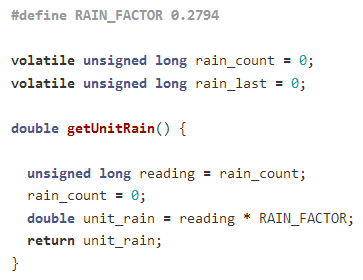 #define RAIN_FACTOR 0.2794
volatile unsigned long rain_count = 0;
volatile unsigned long rain_last = 0;
double getUnitRain() {
unsigned long reading = rain_count;
rain_count = 0;
double unit_rain = reading * RAIN_FACTOR;
return unit_rain;
}